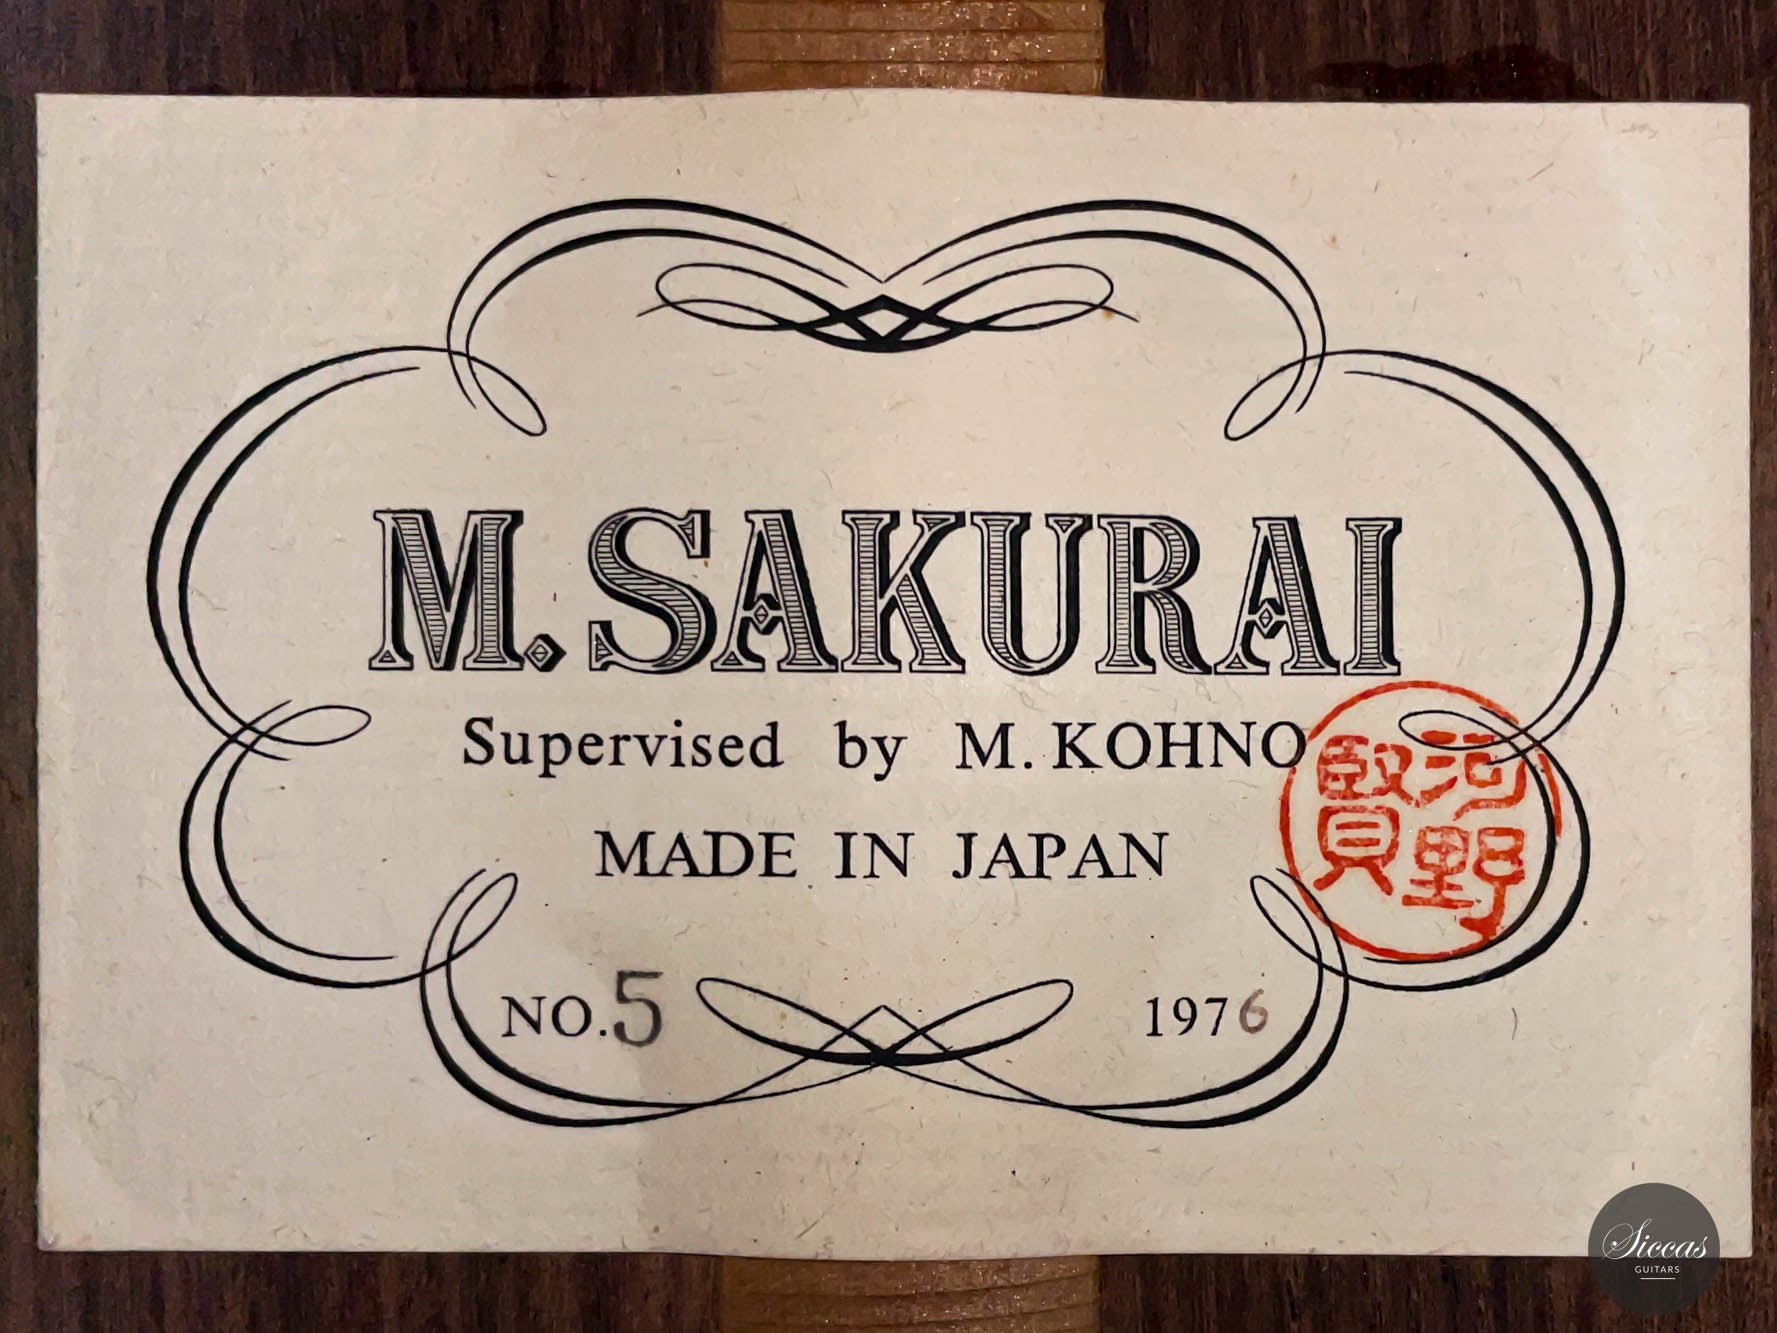 M. SAKURAI
Supervised by M. KOHNO
MADE IN JAPAN
河野
賢
NO. 5 1976
Siccas
GUITARS